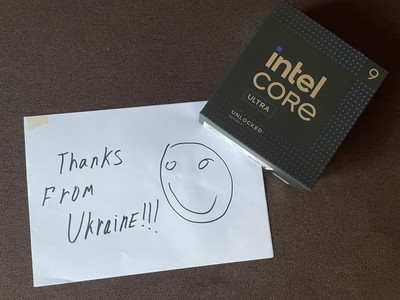 Thanks
From
UkrainE!!!
intel
CORE
ULTRA
9
UNLOCKED